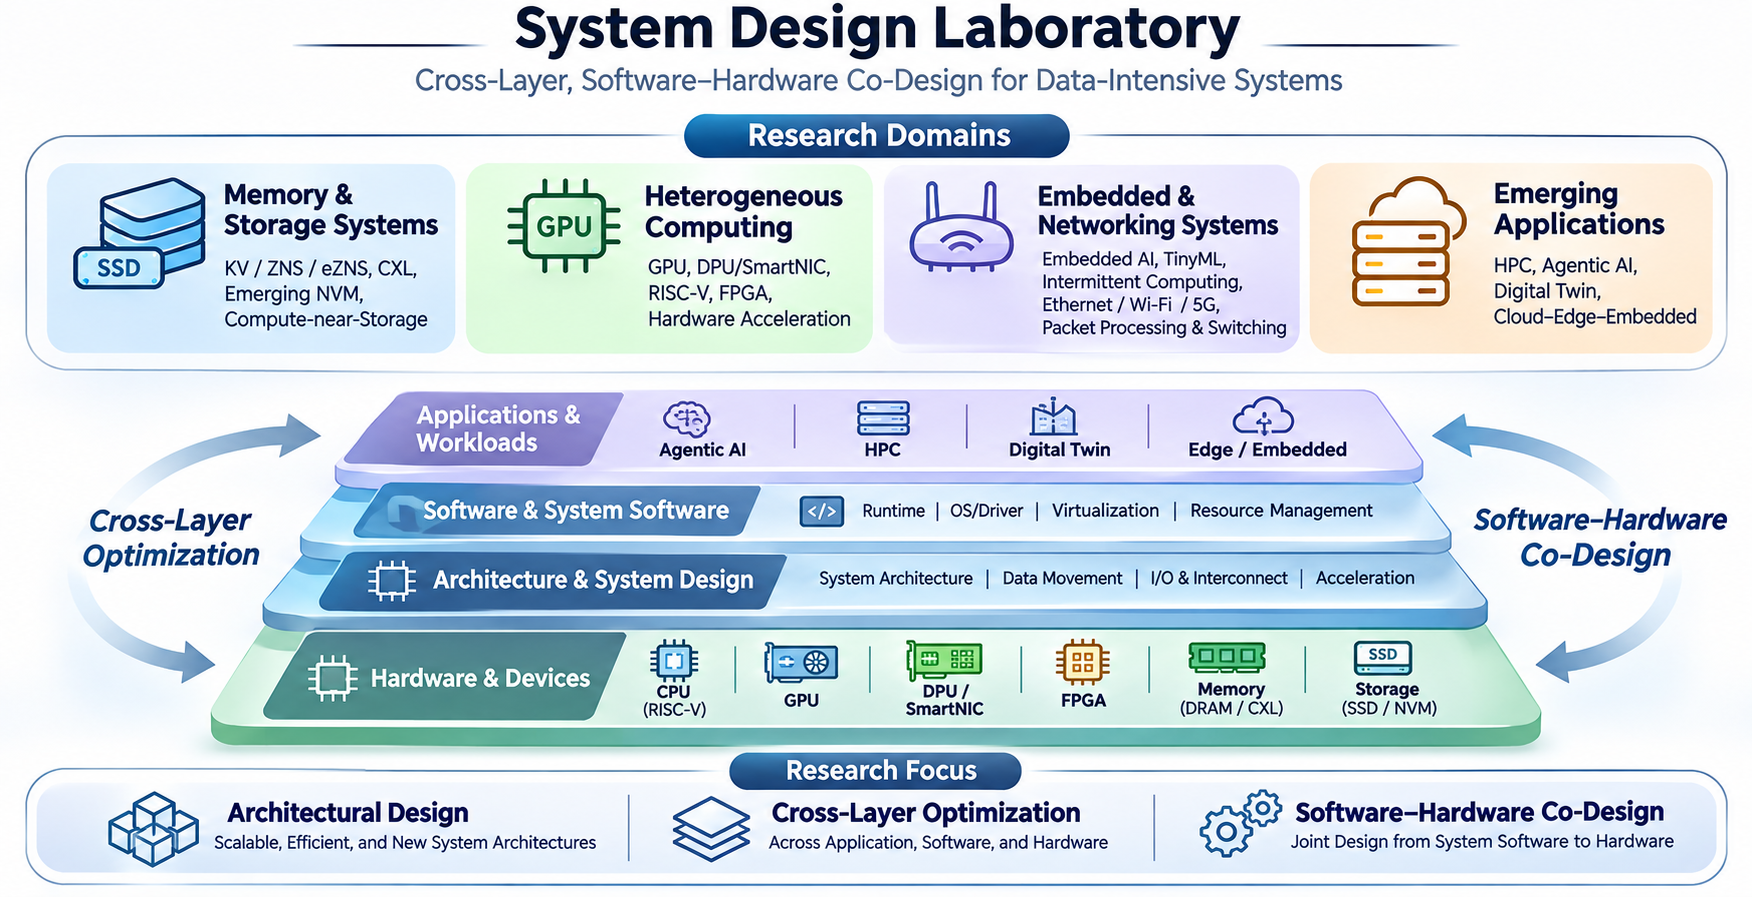 System Design Laboratory
Cross-Layer, Software–Hardware Co-Design for Data-Intensive Systems
Research Domains
Memory &
Storage Systems
SSD
KV / ZNS / eZNS, CXL,
Emerging NVM,
Compute-near-Storage
Heterogeneous
Computing
GPU
GPU, DPU/SmartNIC,
RISC-V, FPGA,
Hardware Acceleration
Embedded &
Networking Systems
Embedded AI, TinyML,
Intermittent Computing,
Ethernet / Wi-Fi / 5G,
Packet Processing & Switching
Emerging
Applications
HPC, Agentic AI,
Digital Twin,
Cloud–Edge–Embedded
Cross-Layer
Optimization
Applications &
Workloads
Agentic AI
HPC
Digital Twin
Edge / Embedded
Software & System Software
</>
Runtime | OS/Driver | Virtualization | Resource Management
Architecture & System Design
System Architecture | Data Movement | I/O & Interconnect | Acceleration
Hardware & Devices
CPU
(RISC-V)
GPU
DPU /
SmartNIC
FPGA
Memory
(DRAM / CXL)
SSD
Storage
(SSD / NVM)
Software–Hardware
Co-Design
Research Focus
Architectural Design
Scalable, Efficient, and New System Architectures
Cross-Layer Optimization
Across Application, Software, and Hardware
Software–Hardware Co-Design
Joint Design from System Software to Hardware